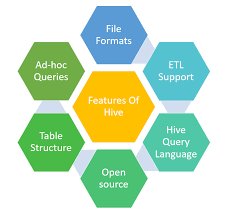 File
Formats
Ad-hoc
Queries
ETL
Support
Features Of
Hive
Table
Structure
Hive
Query
Language
Open
source